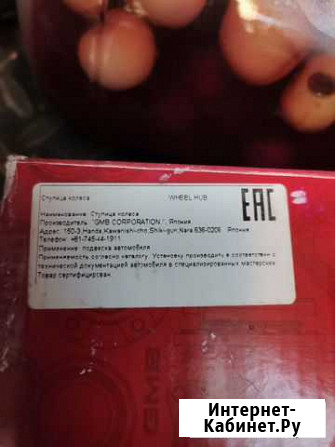 Ступица колеса WHEEL HUB
EAC
Наименование: Ступица колеса
Производитель: "GMB CORPORATION.", Япония
Адрес: 150-3,Handa,Kawanishi-cho,Shiki-gun,Nara 636-0206 Япония
Телефон: +81-745-44-1911
Применение: подвеска автомобиля
Применяемость согласно каталогу. Установку производить в соответствии с
технической документацией автомобиля в специализированных мастерских
Товар сертифицирован.
GMB
Интернет-
Кабинет.Ру